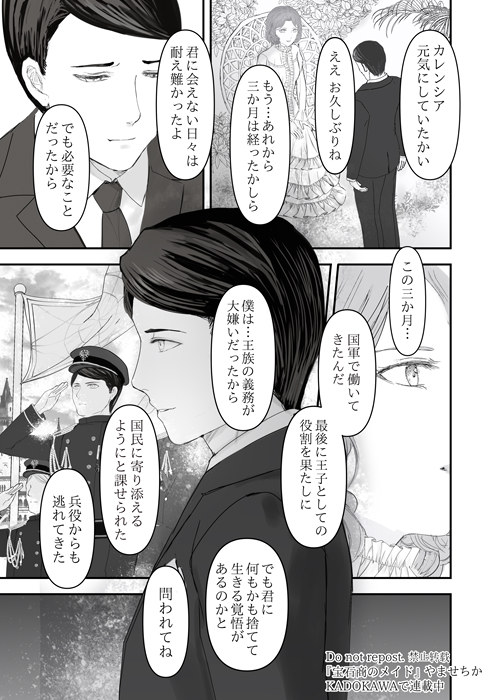 カレンシア
元気にしていたかい
ええ お久しぶりね
もう…あれから
三か月は経ったかしら
君に会えない日々は
耐え難かったよ
でも必要なこと
だったから
この三か月…
国軍で働いて
きたんだ
最後に王子としての
役割を果たしに
僕は…王族の義務が
大嫌いだったから
国民に寄り添える
ようにと課せられた
兵役からも
逃れてきた
でも君に
何もかも捨てて
生きる覚悟が
あるのかと
問われてね
Do not repost. 禁止転載
『宝石商のメイド』やませちか
KADOKAWAで連載中